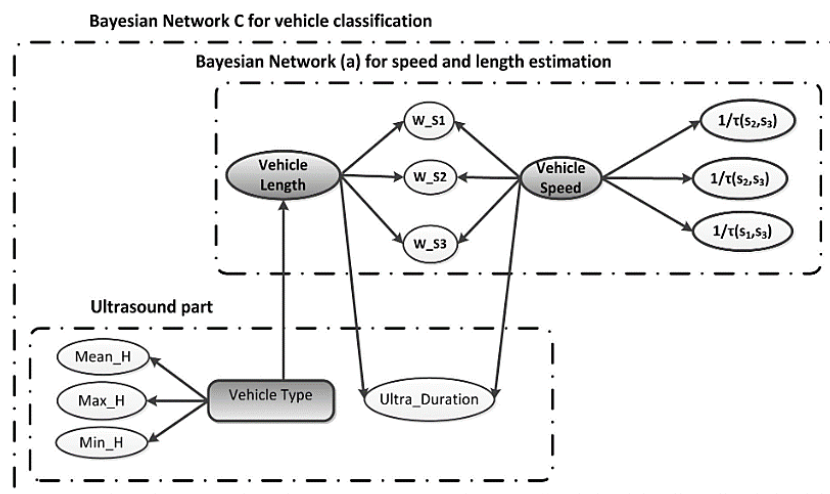 Bayesian Network C for vehicle classification
Bayesian Network (a) for speed and length estimation
W_S1
1/τ(s₂,s₃)
Vehicle
Length
W_S2
Vehicle
Speed
1/τ(s₂,s₃)
W_S3
1/τ(s₁,s₃)
Ultrasound part
Mean_H
Vehicle Type
Max_H
Ultra_Duration
Min_H